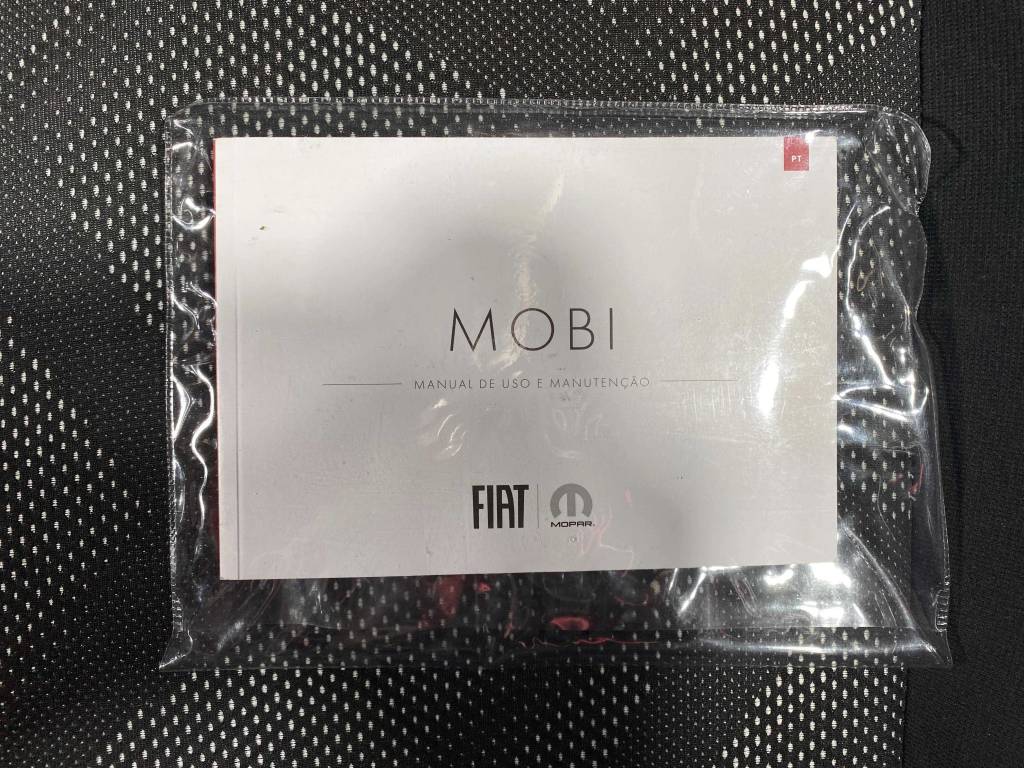 PT
MOBI
MANUAL DE USO E MANUTENÇÃO
FIAT
MOPAR®